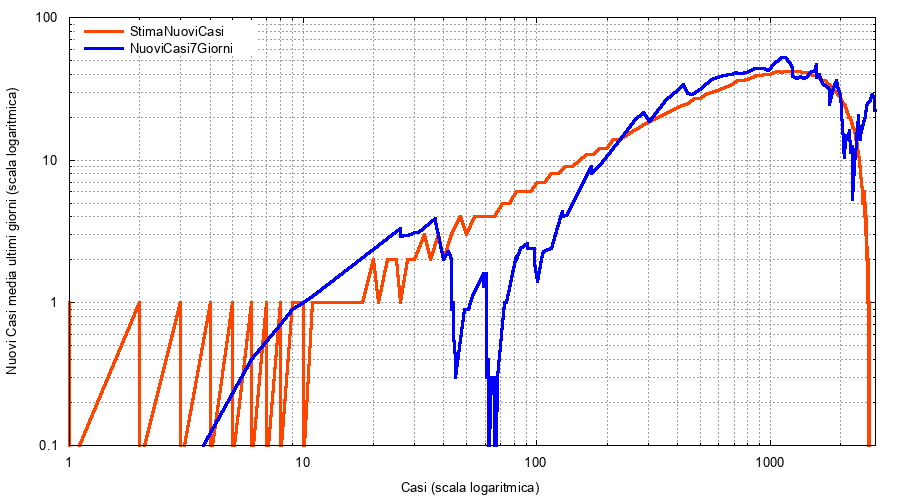 100
StimaNuoviCasi
NuoviCasi7Giorni
Nuovi Casi media ultimi giorni (scala logaritmica)
10
1
0.1
1 10 100 1000
Casi (scala logaritmica)